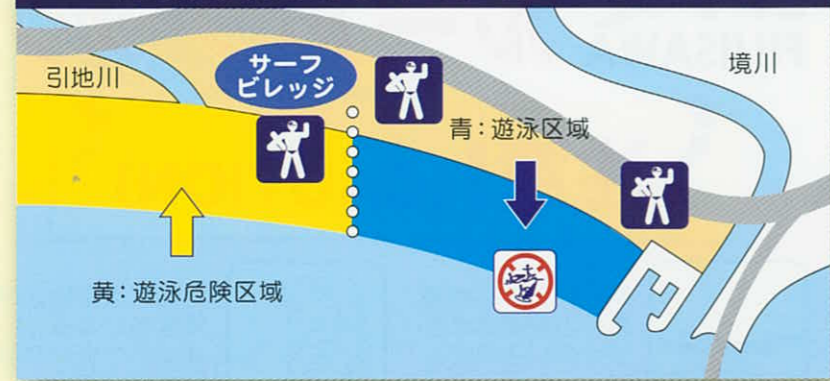 引地川
サーフ
ビレッジ
境川
青：遊泳区域
黄：遊泳危険区域